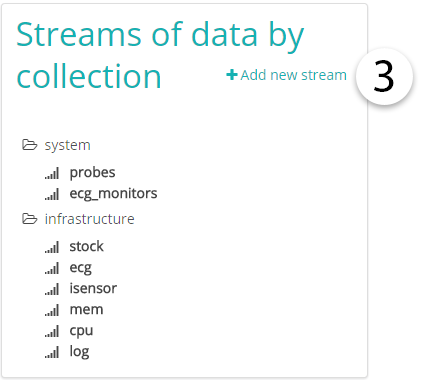 Streams of data by
collection
+ Add new stream
3
system
probes
ecg_monitors
infrastructure
stock
ecg
isensor
mem
cpu
log